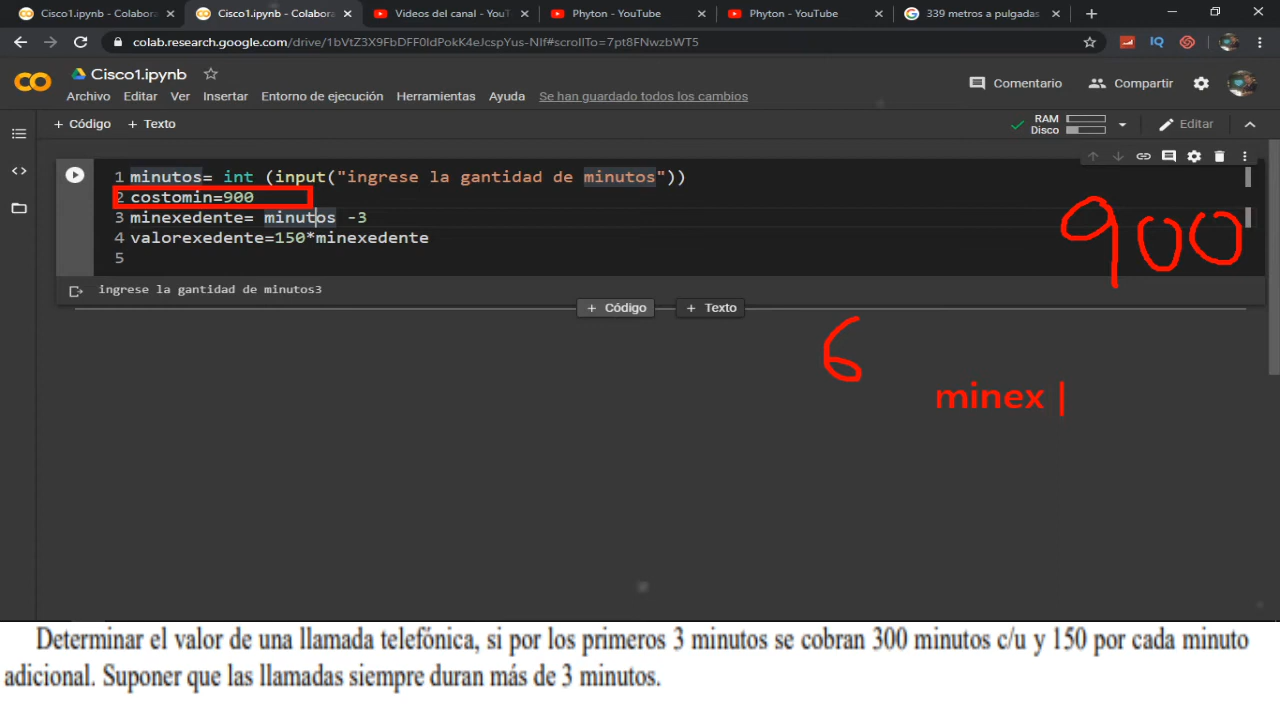 Cisco1.ipynb - Colabora
Cisco1.ipynb - Colabora
Videos del canal - YouT
Phyton - YouTube
Phyton - YouTube
339 metros a pulgadas
colab.research.google.com/drive/1bVtZ3X9FbDFF0IdPokK4eJcspYus-NIf#scrollTo=7pt8FNwzbWT5
IQ
Cisco1.ipynb
Comentario
Compartir
Archivo Editar Ver Insertar Entorno de ejecución Herramientas Ayuda Se han guardado todos los cambios
+ Código + Texto
RAM
Disco
Editar
1 minutos= int (input("ingrese la gantidad de minutos"))
2 costomin=900
3 minexedente= minutos -3
4 valorexedente=150*minexedente
5
900
ingrese la gantidad de minutos3
+ Código + Texto
6
minex |
Determinar el valor de una llamada telefónica, si por los primeros 3 minutos se cobran 300 minutos c/u y 150 por cada minuto
adicional. Suponer que las llamadas siempre duran más de 3 minutos.